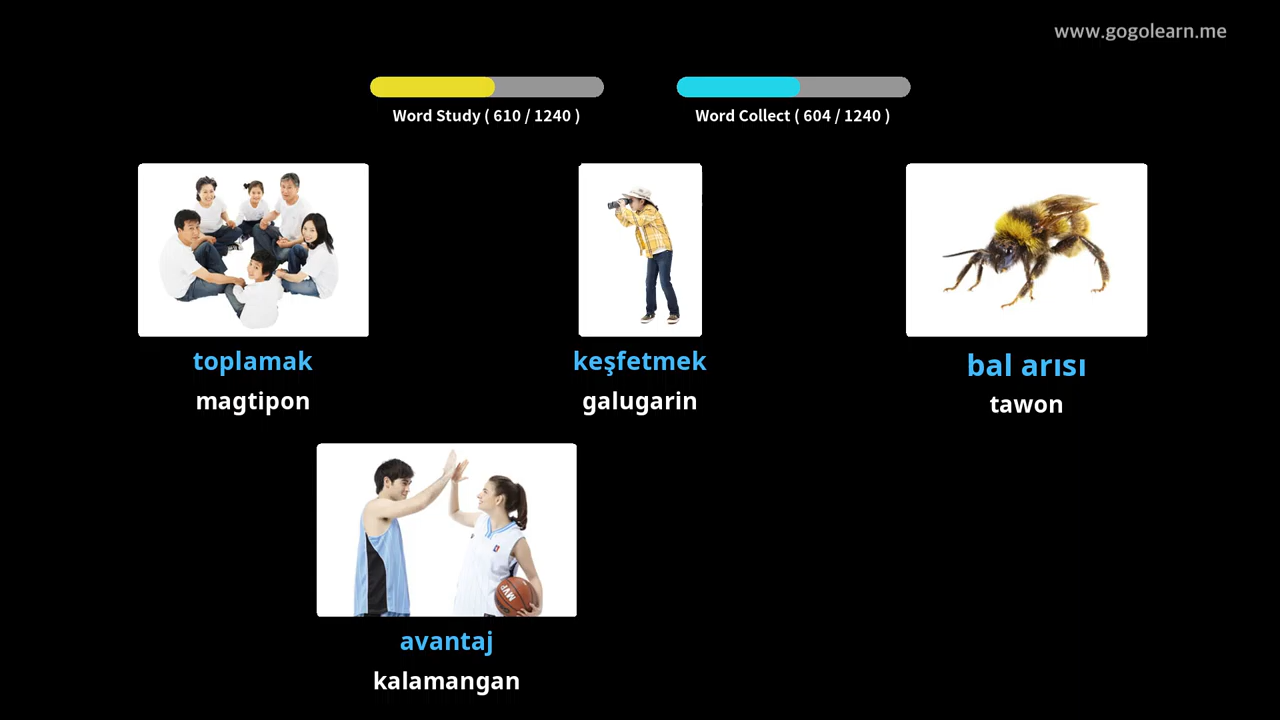 www.gogolearn.me
Word Study ( 610 / 1240 )
Word Collect ( 604 / 1240 )
toplamak
magtipon
keşfetmek
galugarin
bal arısı
tawon
MVP
avantaj
kalamangan